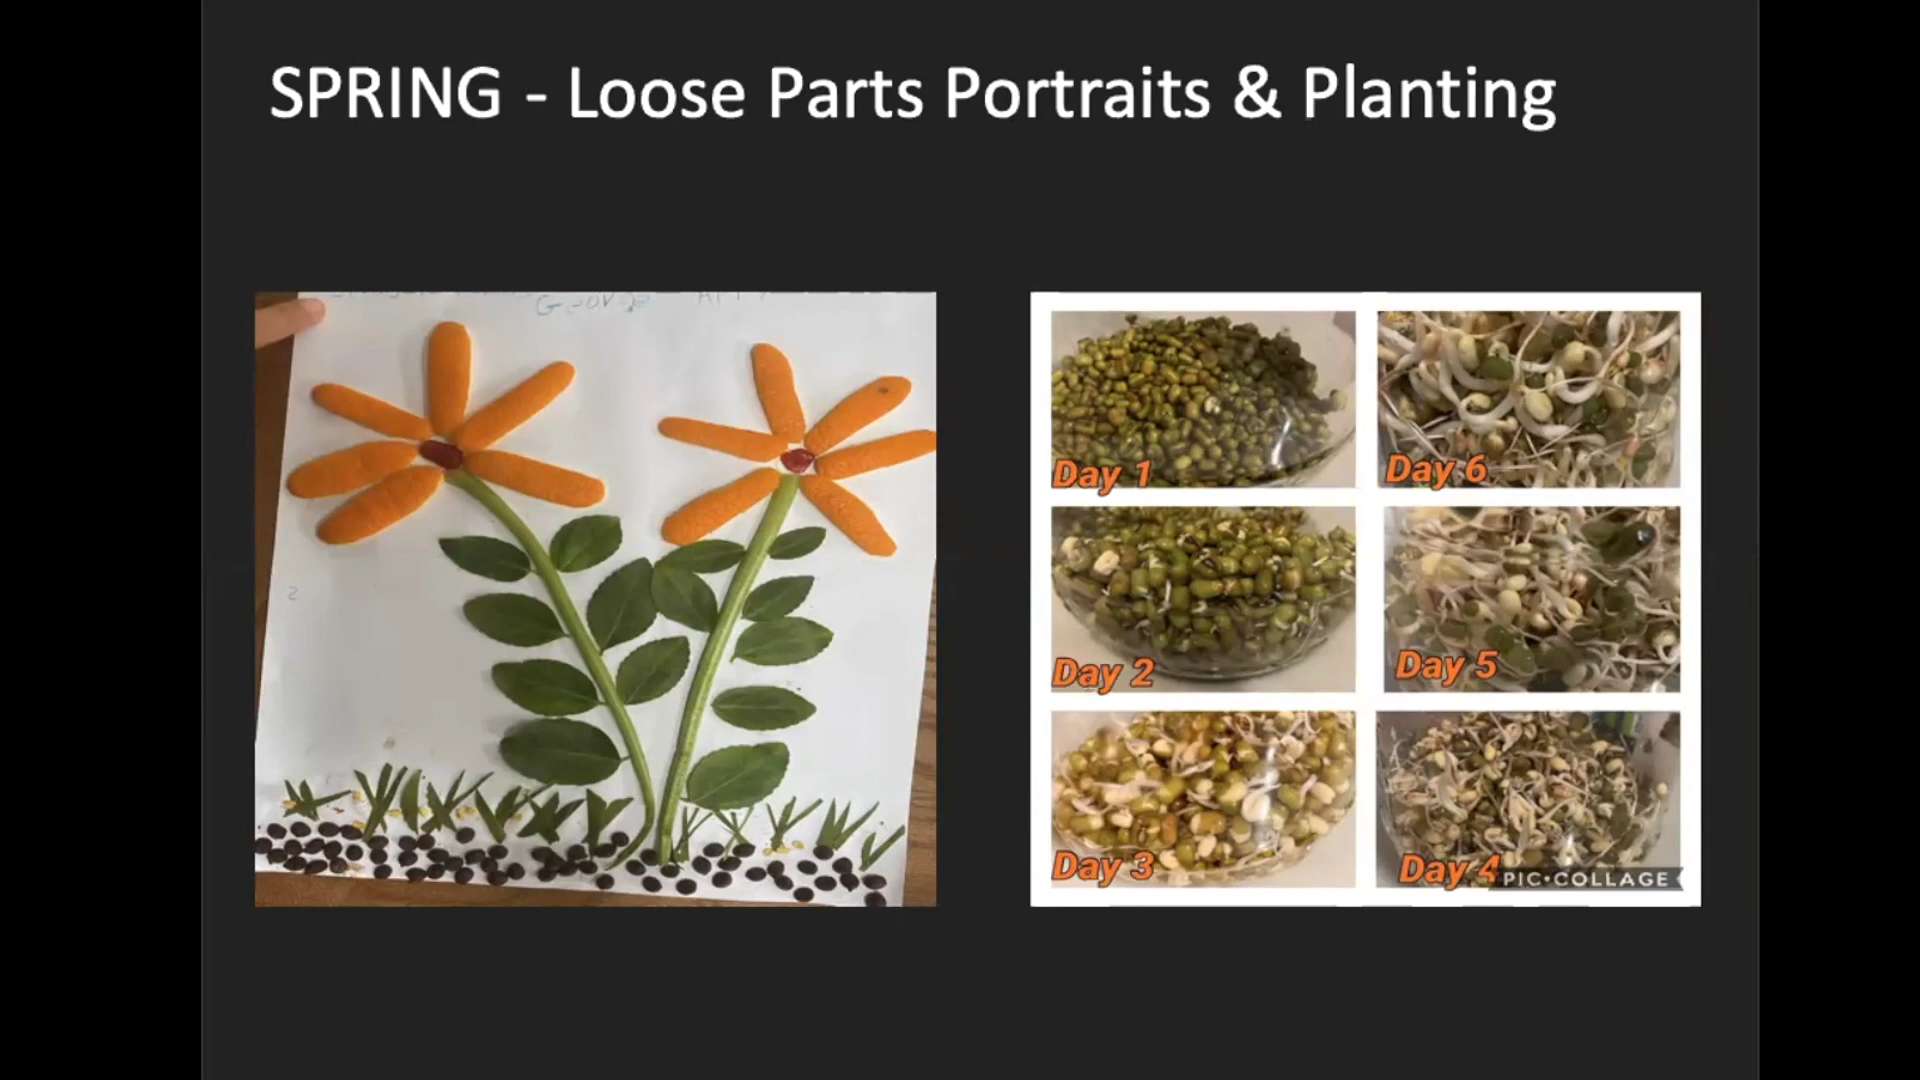 SPRING - Loose Parts Portraits & Planting
George
Day 1
Day 6
Day 2
Day 5
Day 3
Day 4
PIC•COLLAGE